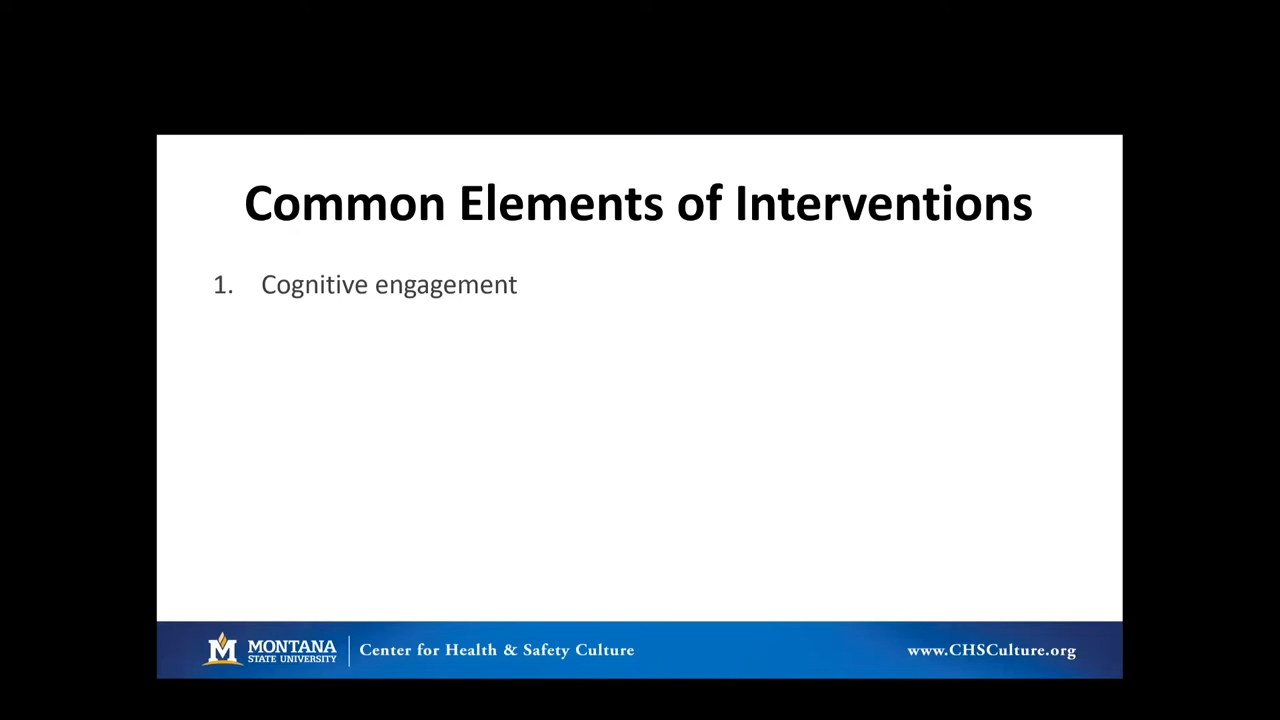 Common Elements of Interventions
1. Cognitive engagement
M MONTANA
STATE UNIVERSITY
Center for Health & Safety Culture
www.CHSCulture.org